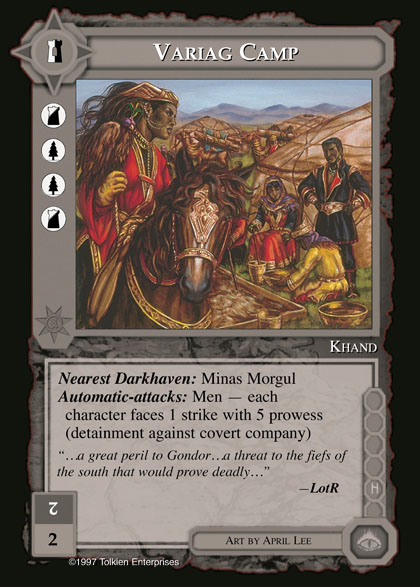 VARIAG CAMP
KHAND
Nearest Darkhaven: Minas Morgul
Automatic-attacks: Men — each
character faces 1 strike with 5 prowess
(detainment against covert company)
“…a great peril to Gondor…a threat to the fiefs of
the south that would prove deadly…”
–LotR
H
2
2
ART BY APRIL LEE
©1997 Tolkien Enterprises